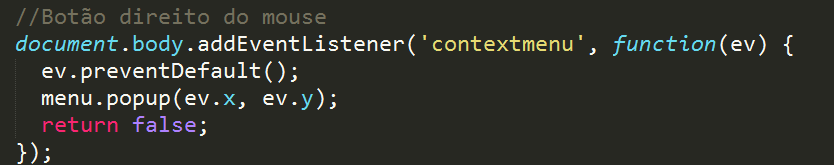 //Botão direito do mouse
document.body.addEventListener('contextmenu', function(ev) {
  ev.preventDefault();
  menu.popup(ev.x, ev.y);
  return false;
});